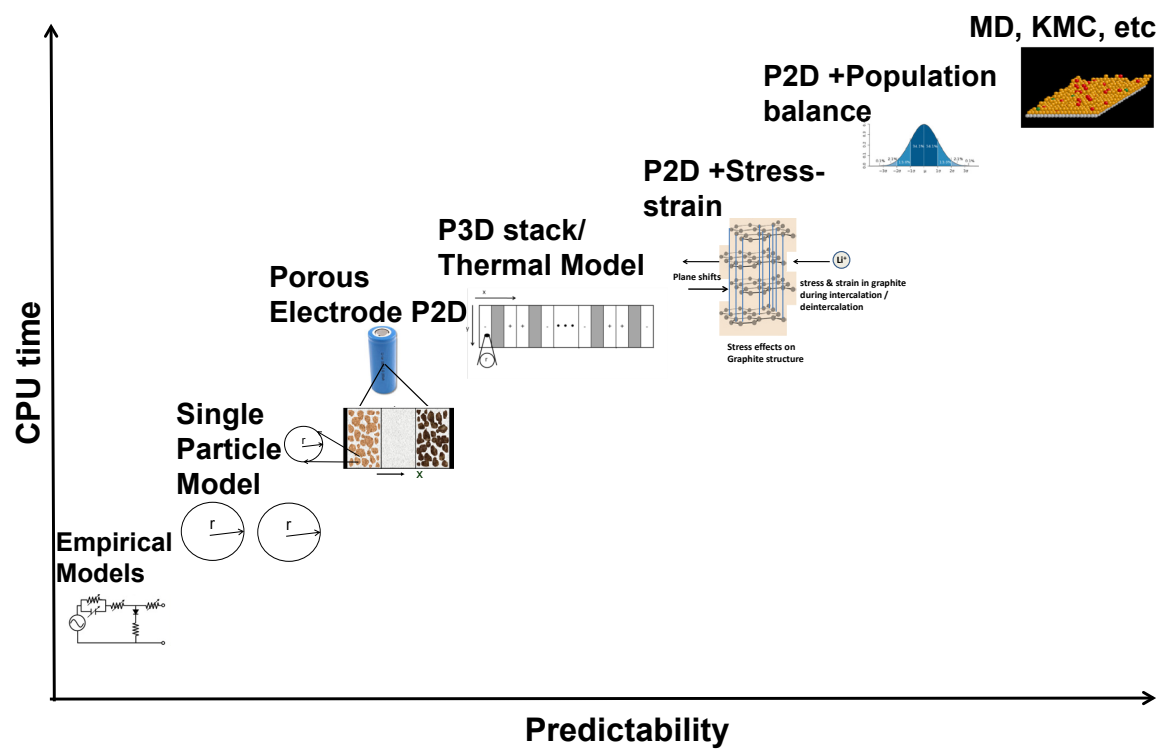 MD, KMC, etc
P2D +Population
balance
P2D +Stress-
strain
Li⁺
Plane shifts
stress & strain in graphite
during intercalation /
deintercalation
Stress effects on
Graphite structure
P3D stack/
Thermal Model
x
y
- + + - • • • - + + -
r
Porous
Electrode P2D
r
X
Single
Particle
Model
r r
Empirical
Models
CPU time
Predictability